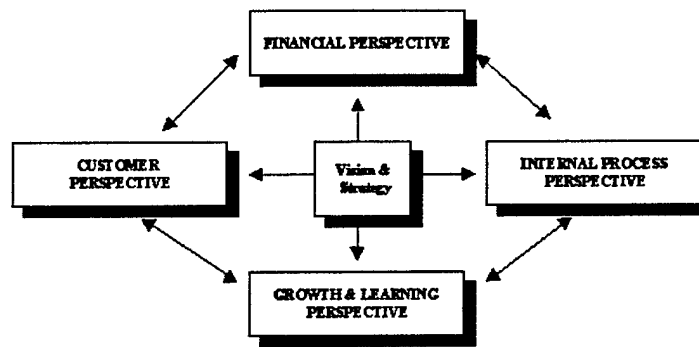 FINANCIAL PERSPECTIVE
CUSTOMER
PERSPECTIVE
Vision &
Strategy
INTERNAL PROCESS
PERSPECTIVE
GROWTH & LEARNING
PERSPECTIVE